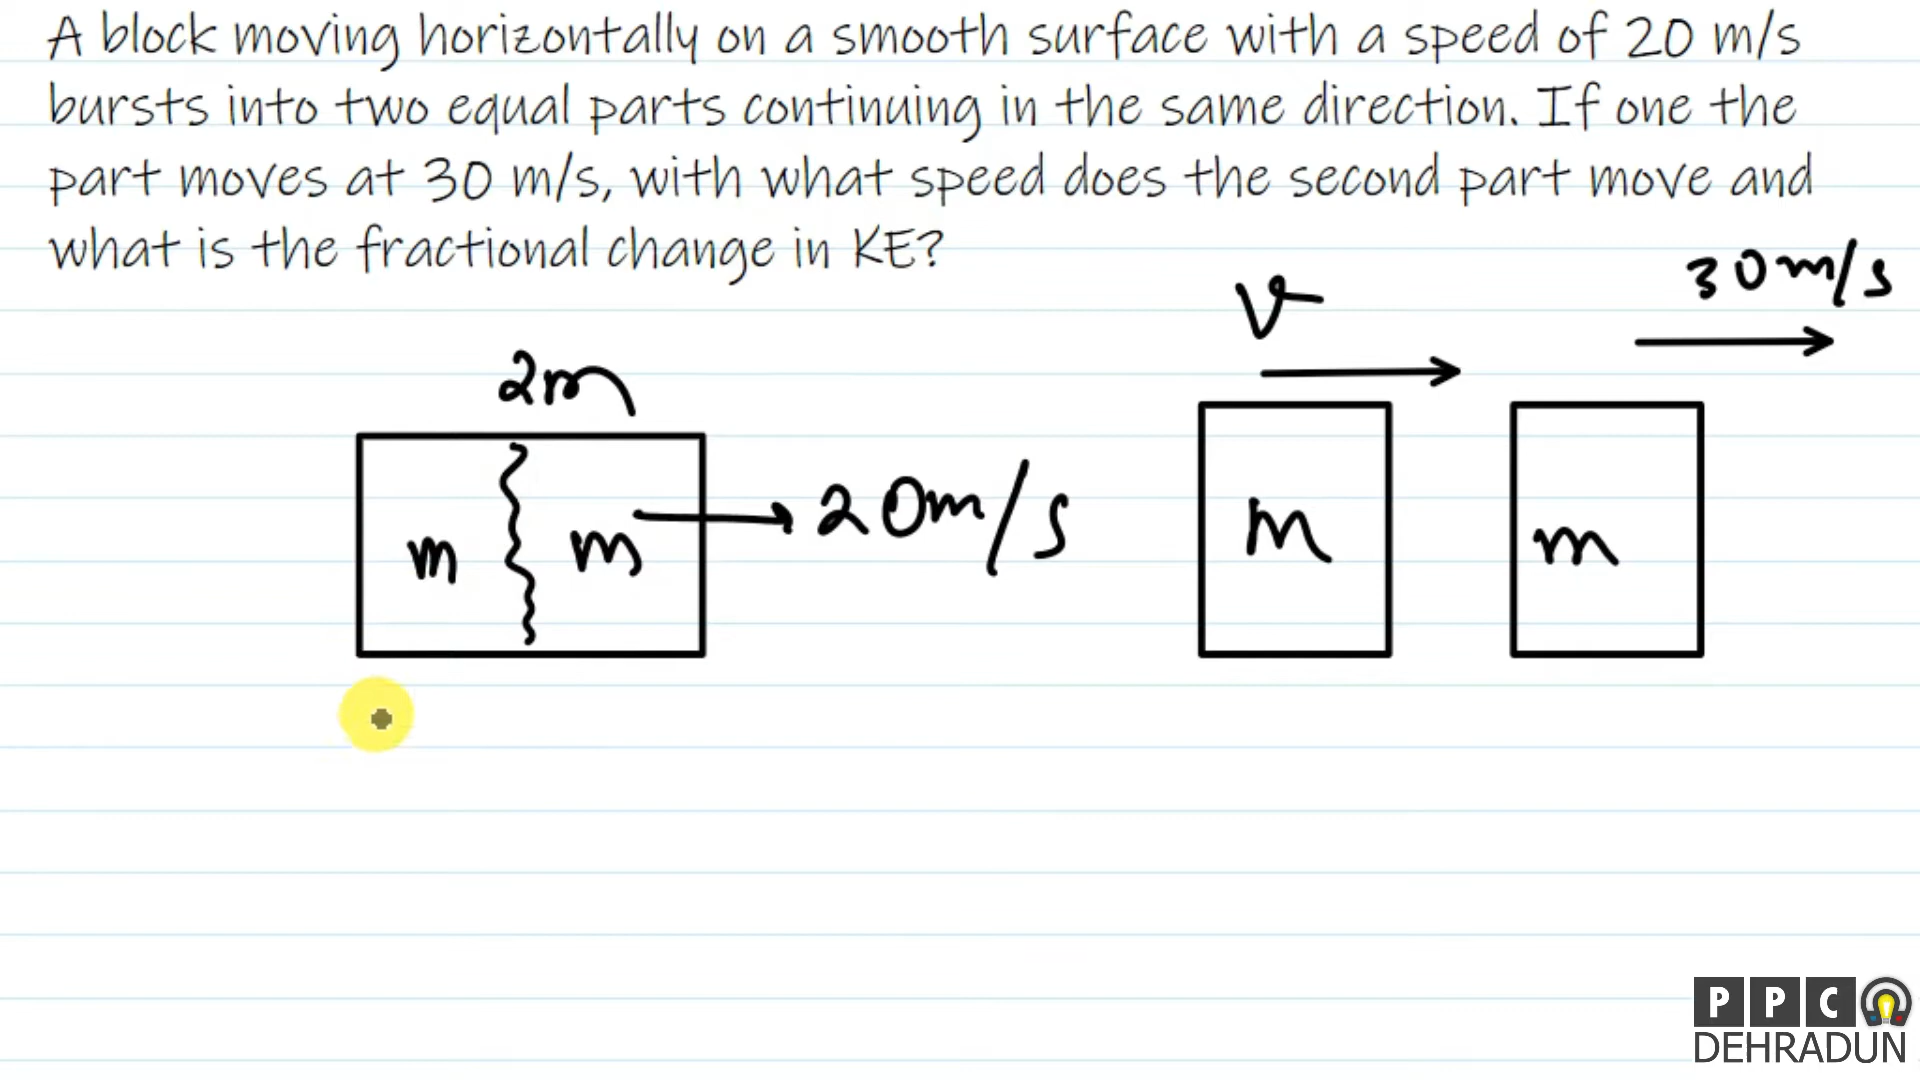 A block moving horizontally on a smooth surface with a speed of 20 m/s
bursts into two equal parts continuing in the same direction. If one the
part moves at 30 m/s, with what speed does the second part move and
what is the fractional change in KE?
30m/s
v
2m
m m 20m/s
m m
PPC
DEHRADUN